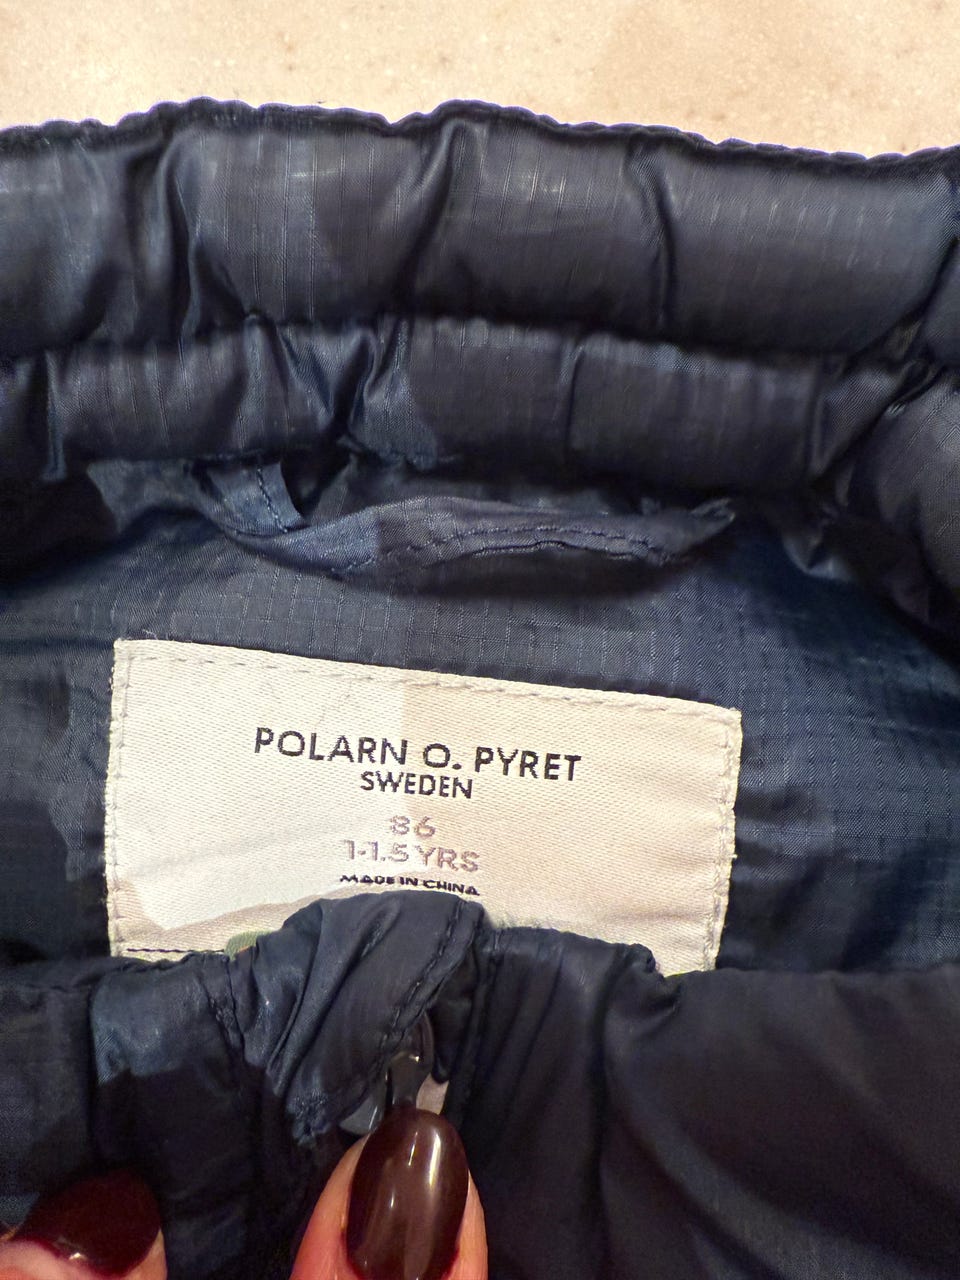 POLARN O. PYRET
SWEDEN
86
1-1.5 YRS
MADE IN CHINA